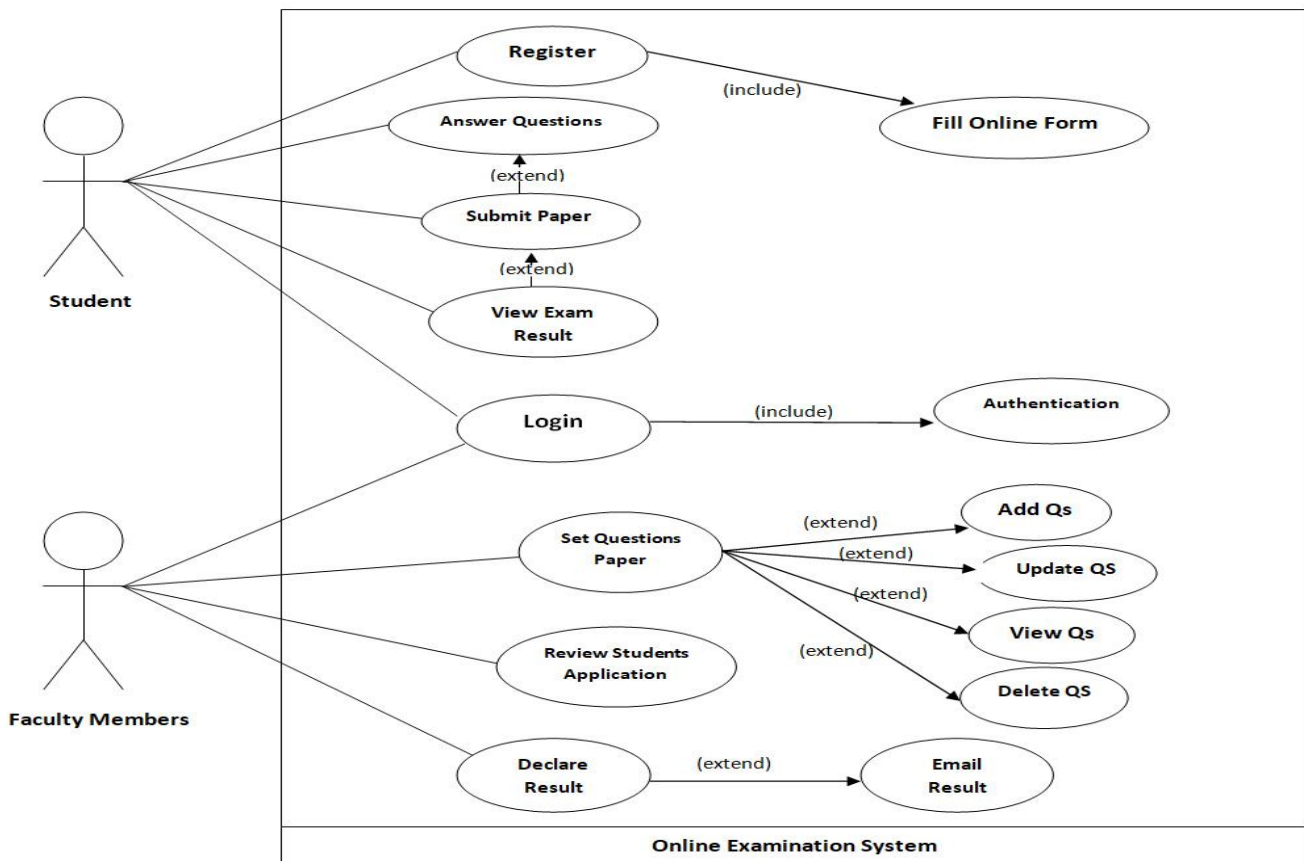 Register
(include)
Fill Online Form
Answer Questions
(extend)
Submit Paper
(extend)
View Exam
Result
Student
Login
(include)
Authentication
Set Questions
Paper
(extend)
Add Qs
(extend)
Update QS
(extend)
View Qs
(extend)
Delete QS
Review Students
Application
Faculty Members
Declare
Result
(extend)
Email
Result
Online Examination System